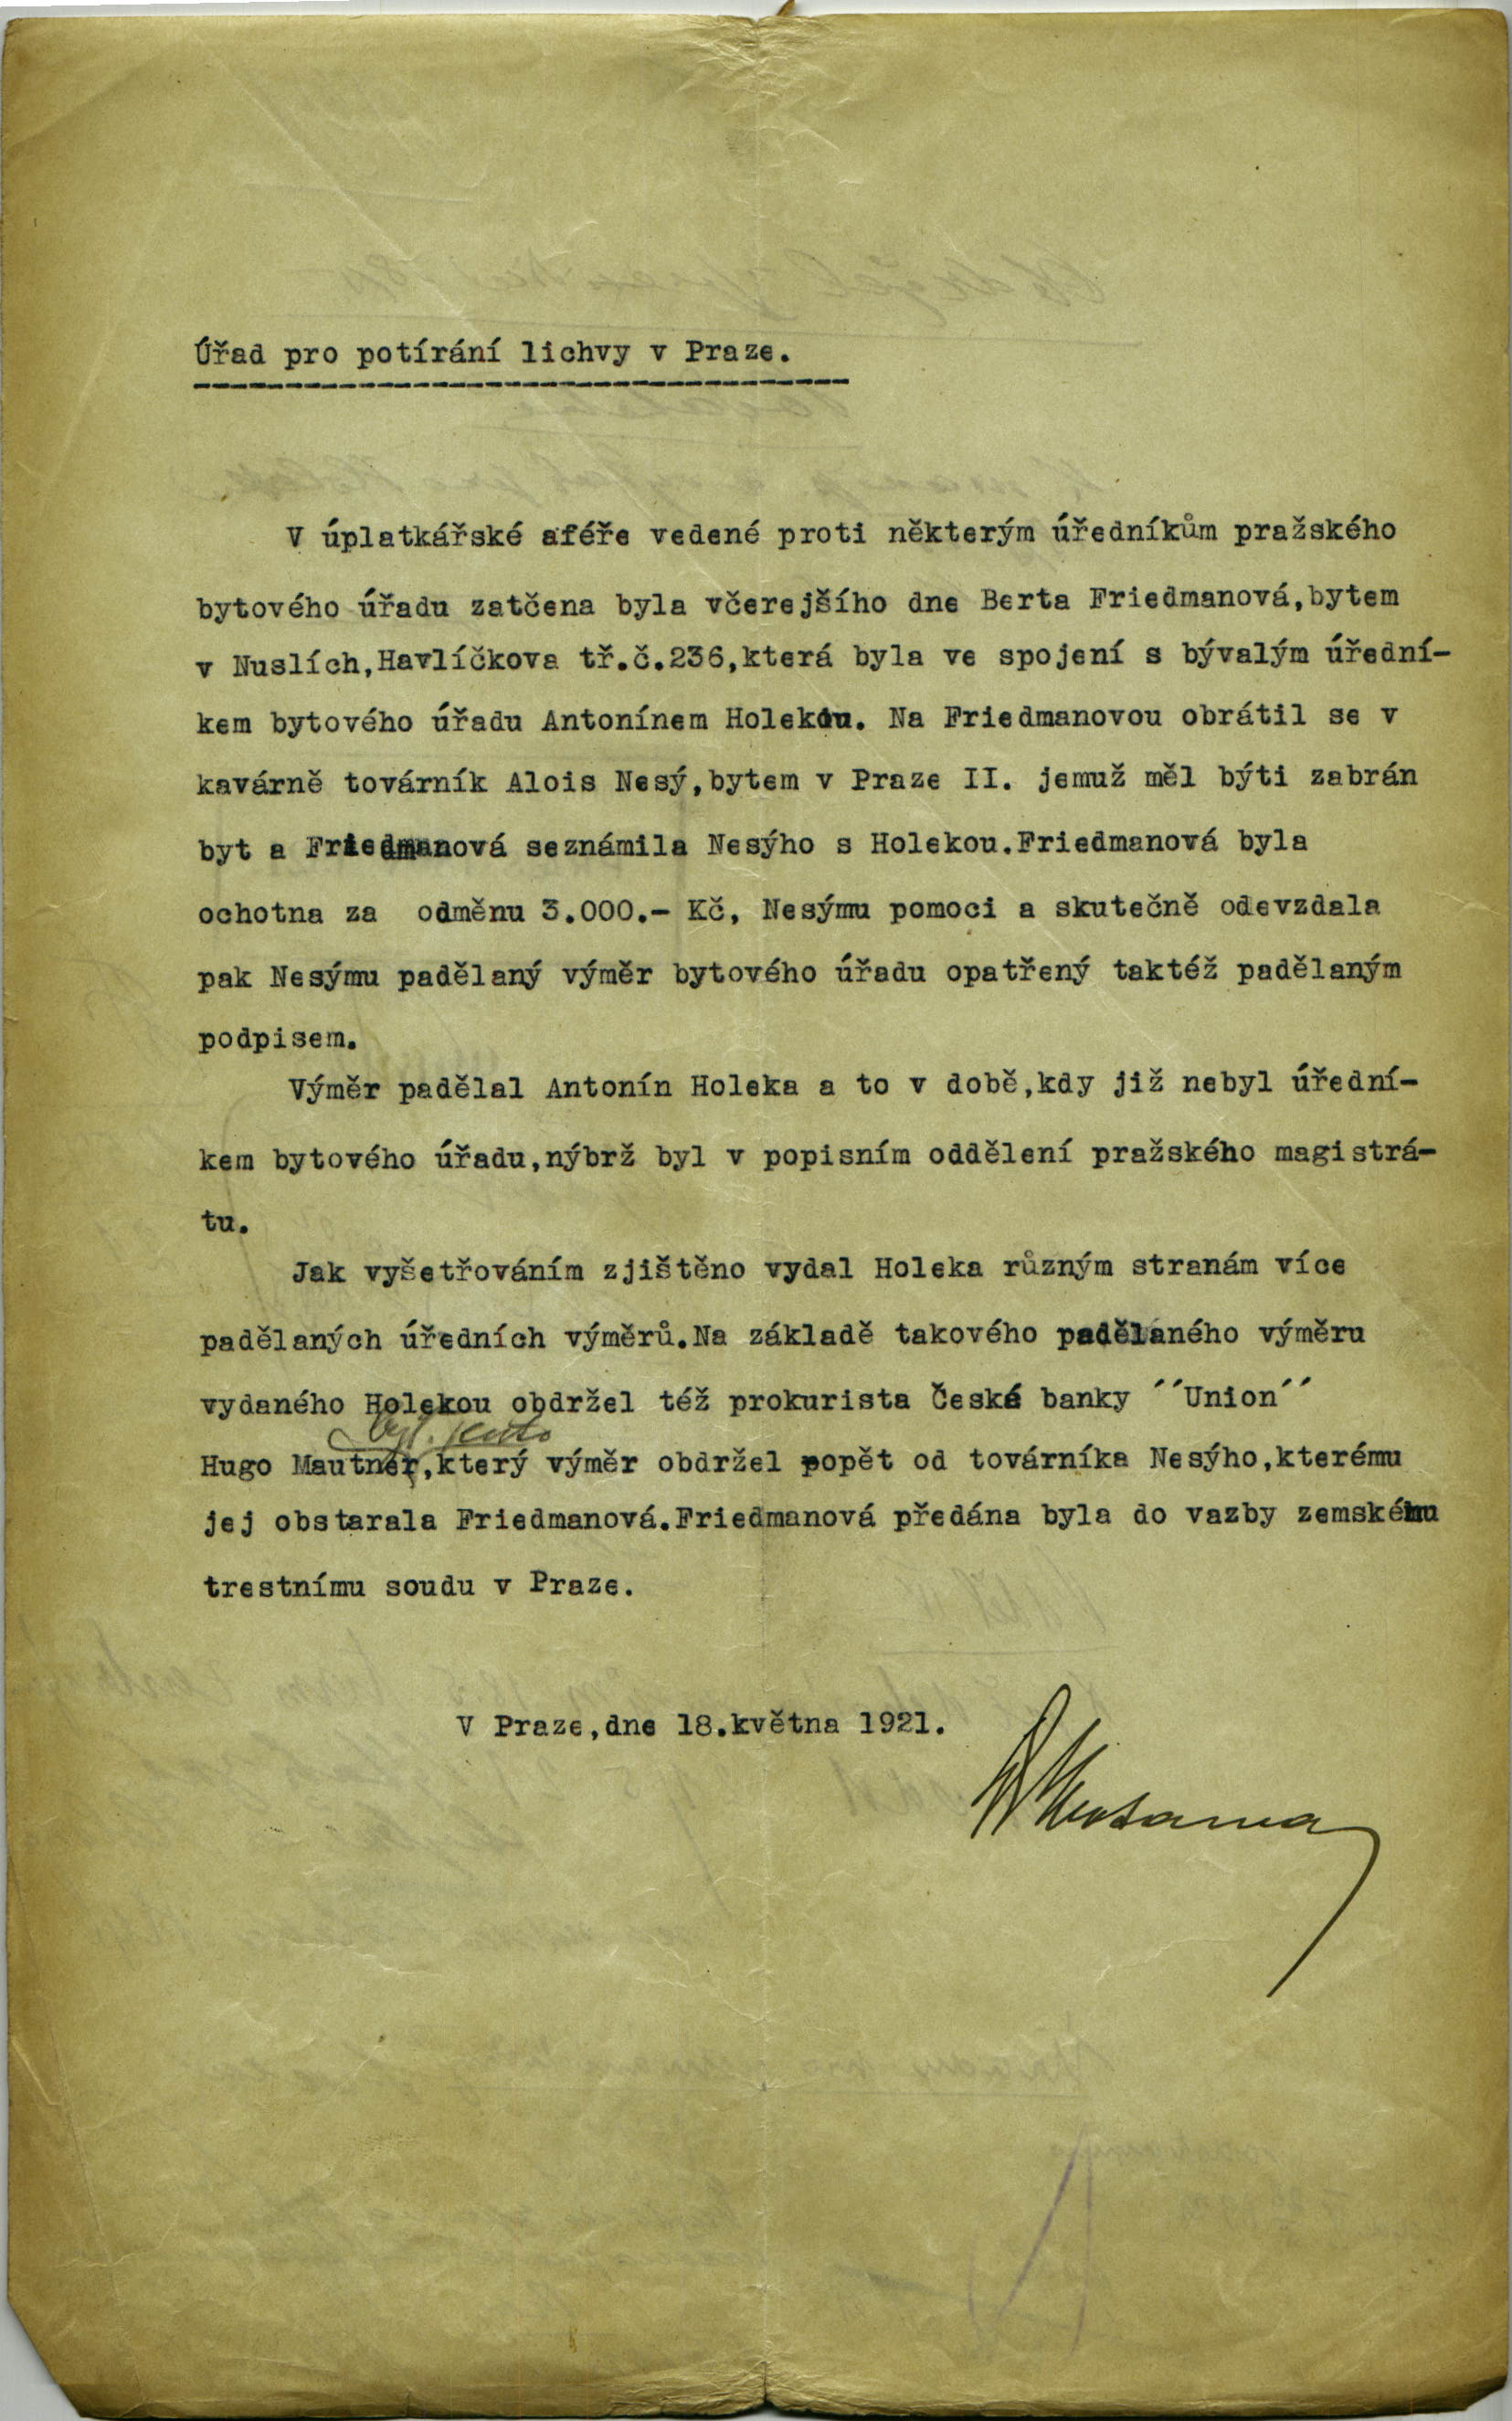 Úřad pro potírání lichvy v Praze.
V úplatkářské aféře vedené proti některým úředníkům pražského
bytového úřadu zatčena byla včerejšího dne Berta Friedmanová,bytem
v Nuslích,Havlíčkova tř.č.236,která byla ve spojení s bývalým úřední-
kem bytového úřadu Antonínem Holekou. Na Friedmanovou obrátil se v
kavárně továrník Alois Nesý,bytem v Praze II. jemuž měl býti zabrán
byt a Friedmanová seznámila Nesýho s Holekou.Friedmanová byla
ochotna za odměnu 3.000.- Kč, Nesýmu pomoci a skutečně odevzdala
pak Nesýmu padělaný výměr bytového úřadu opatřený taktéž padělaným
podpisem.
Výměr padělal Antonín Holeka a to v době,kdy již nebyl úřední-
kem bytového úřadu,nýbrž byl v popisním oddělení pražského magistrá-
tu.
Jak vyšetřováním zjištěno vydal Holeka různým stranám více
padělaných úředních výměrů.Na základě takového padělaného výměru
vydaného Holekou obdržel též prokurista České banky ´´Union´´
Hugo Mautner,který výměr obdržel popět od továrníka Nesýho,kterému
jej obstarala Friedmanová.Friedmanová předána byla do vazby zemskému
trestnímu soudu v Praze.
V Praze,dne 18.května 1921.